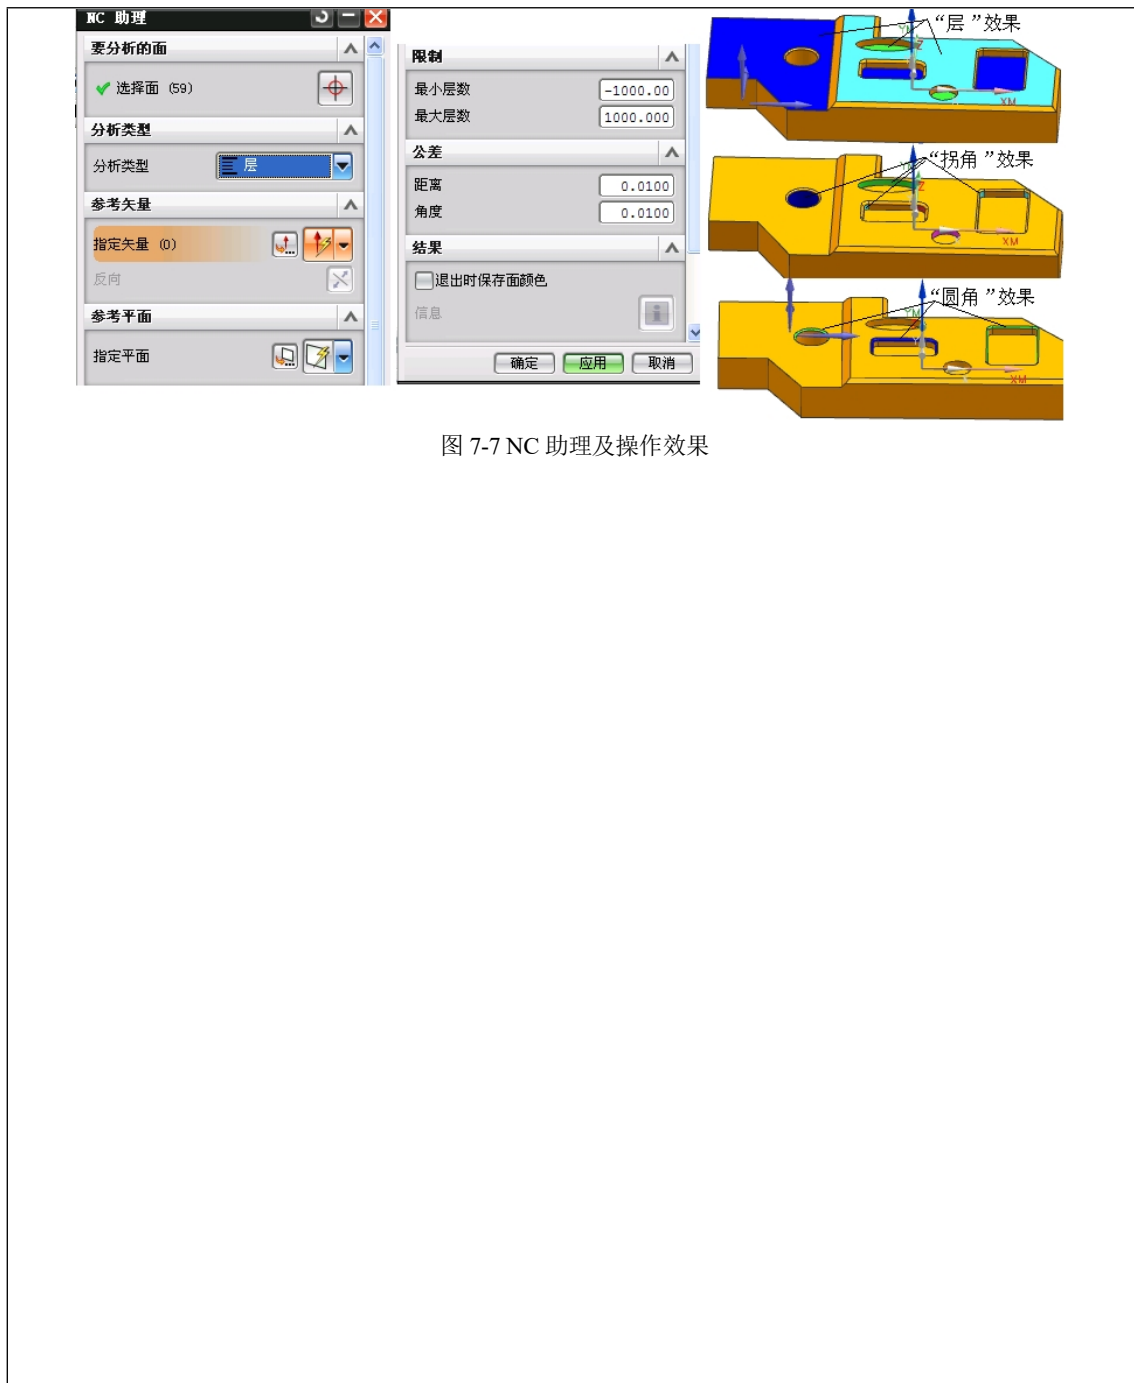 NC 助理
要分析的面
选择面 (59)
分析类型
分析类型 层
参考矢量
指定矢量 (0)
反向
参考平面
指定平面
限制
最小层数 -1000.00
最大层数 1000.000
公差
距离 0.0100
角度 0.0100
结果
退出时保存面颜色
信息
确定 应用 取消
“层”效果
YM
Z
XM
“拐角”效果
Z
XM
“圆角”效果
YM
XM
图 7-7 NC 助理及操作效果